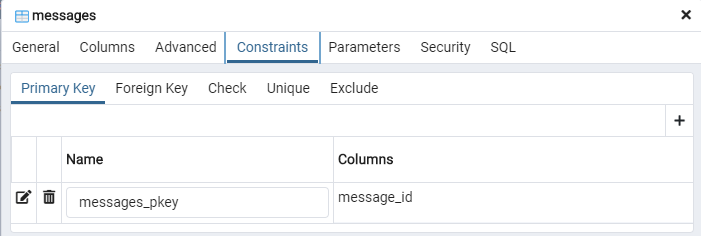 messages
General Columns Advanced Constraints Parameters Security SQL
Primary Key Foreign Key Check Unique Exclude
Name Columns
messages_pkey message_id